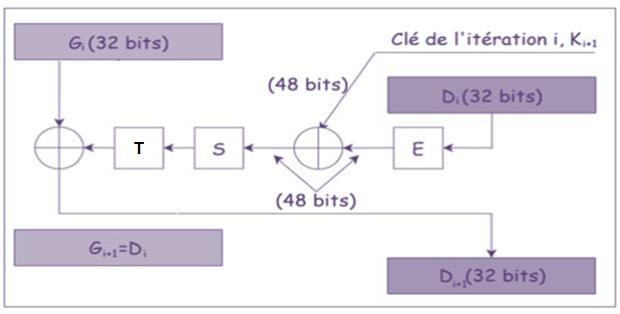 Gi (32 bits)
Clé de l'itération i, Ki+1
(48 bits)
Di (32 bits)
T
S
E
(48 bits)
Gi+1=Di
Di+1(32 bits)